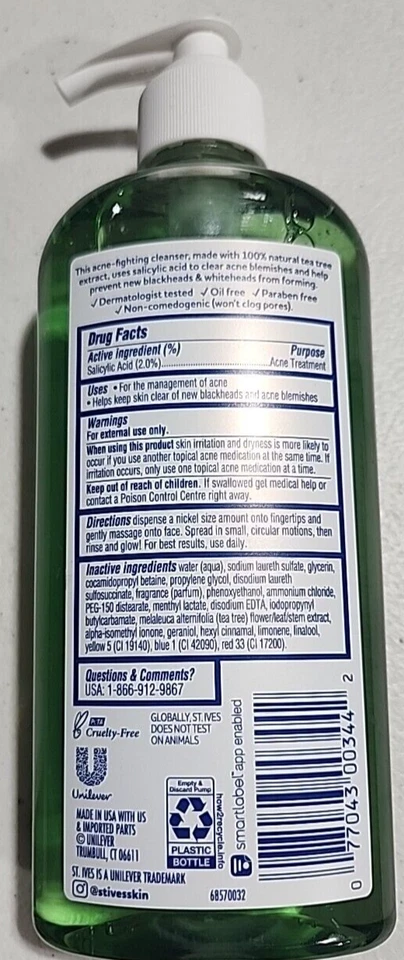 This acne-fighting cleanser, made with 100% natural tea tree
extract, uses salicylic acid to clear acne blemishes and help
prevent new blackheads & whiteheads from forming.
✓Dermatologist tested ✓Oil free ✓Paraben free
✓Non-comedogenic (won't clog pores).
Drug Facts
Active ingredient (%) Purpose
Salicylic Acid (2.0%)...............................Acne Treatment
Uses • For the management of acne
• Helps keep skin clear of new blackheads and acne blemishes
Warnings
For external use only.
When using this product skin irritation and dryness is more likely to
occur if you use another topical acne medication at the same time. If
irritation occurs, only use one topical acne medication at a time.
Keep out of reach of children. If swallowed get medical help or
contact a Poison Control Centre right away.
Directions dispense a nickel size amount onto fingertips and
gently massage onto face. Spread in small, circular motions, then
rinse and glow! For best results, use daily.
Inactive ingredients water (aqua), sodium laureth sulfate, glycerin,
cocamidopropyl betaine, propylene glycol, disodium laureth
sulfosuccinate, fragrance (parfum), phenoxyethanol, ammonium chloride,
PEG-150 distearate, menthyl lactate, disodium EDTA, iodopropynyl
butylcarbamate, melaleuca alternifolia (tea tree) flower/leaf/stem extract,
alpha-isomethyl ionone, geraniol, hexyl cinnamal, limonene, linalool,
yellow 5 (CI 19140), blue 1 (CI 42090), red 33 (CI 17200).
Questions & Comments?
USA: 1-866-912-9867
PETA
Cruelty-Free
GLOBALLY, ST. IVES
DOES NOT TEST
ON ANIMALS
Unilever
MADE IN USA WITH US
& IMPORTED PARTS
© UNILEVER
TRUMBULL, CT 06611
Empty &
Discard Pump
PLASTIC
BOTTLE
how2recycle.info
smartlabel app enabled
0 77043 00344 2
ST. IVES IS A UNILEVER TRADEMARK
@stivesskin
68570032